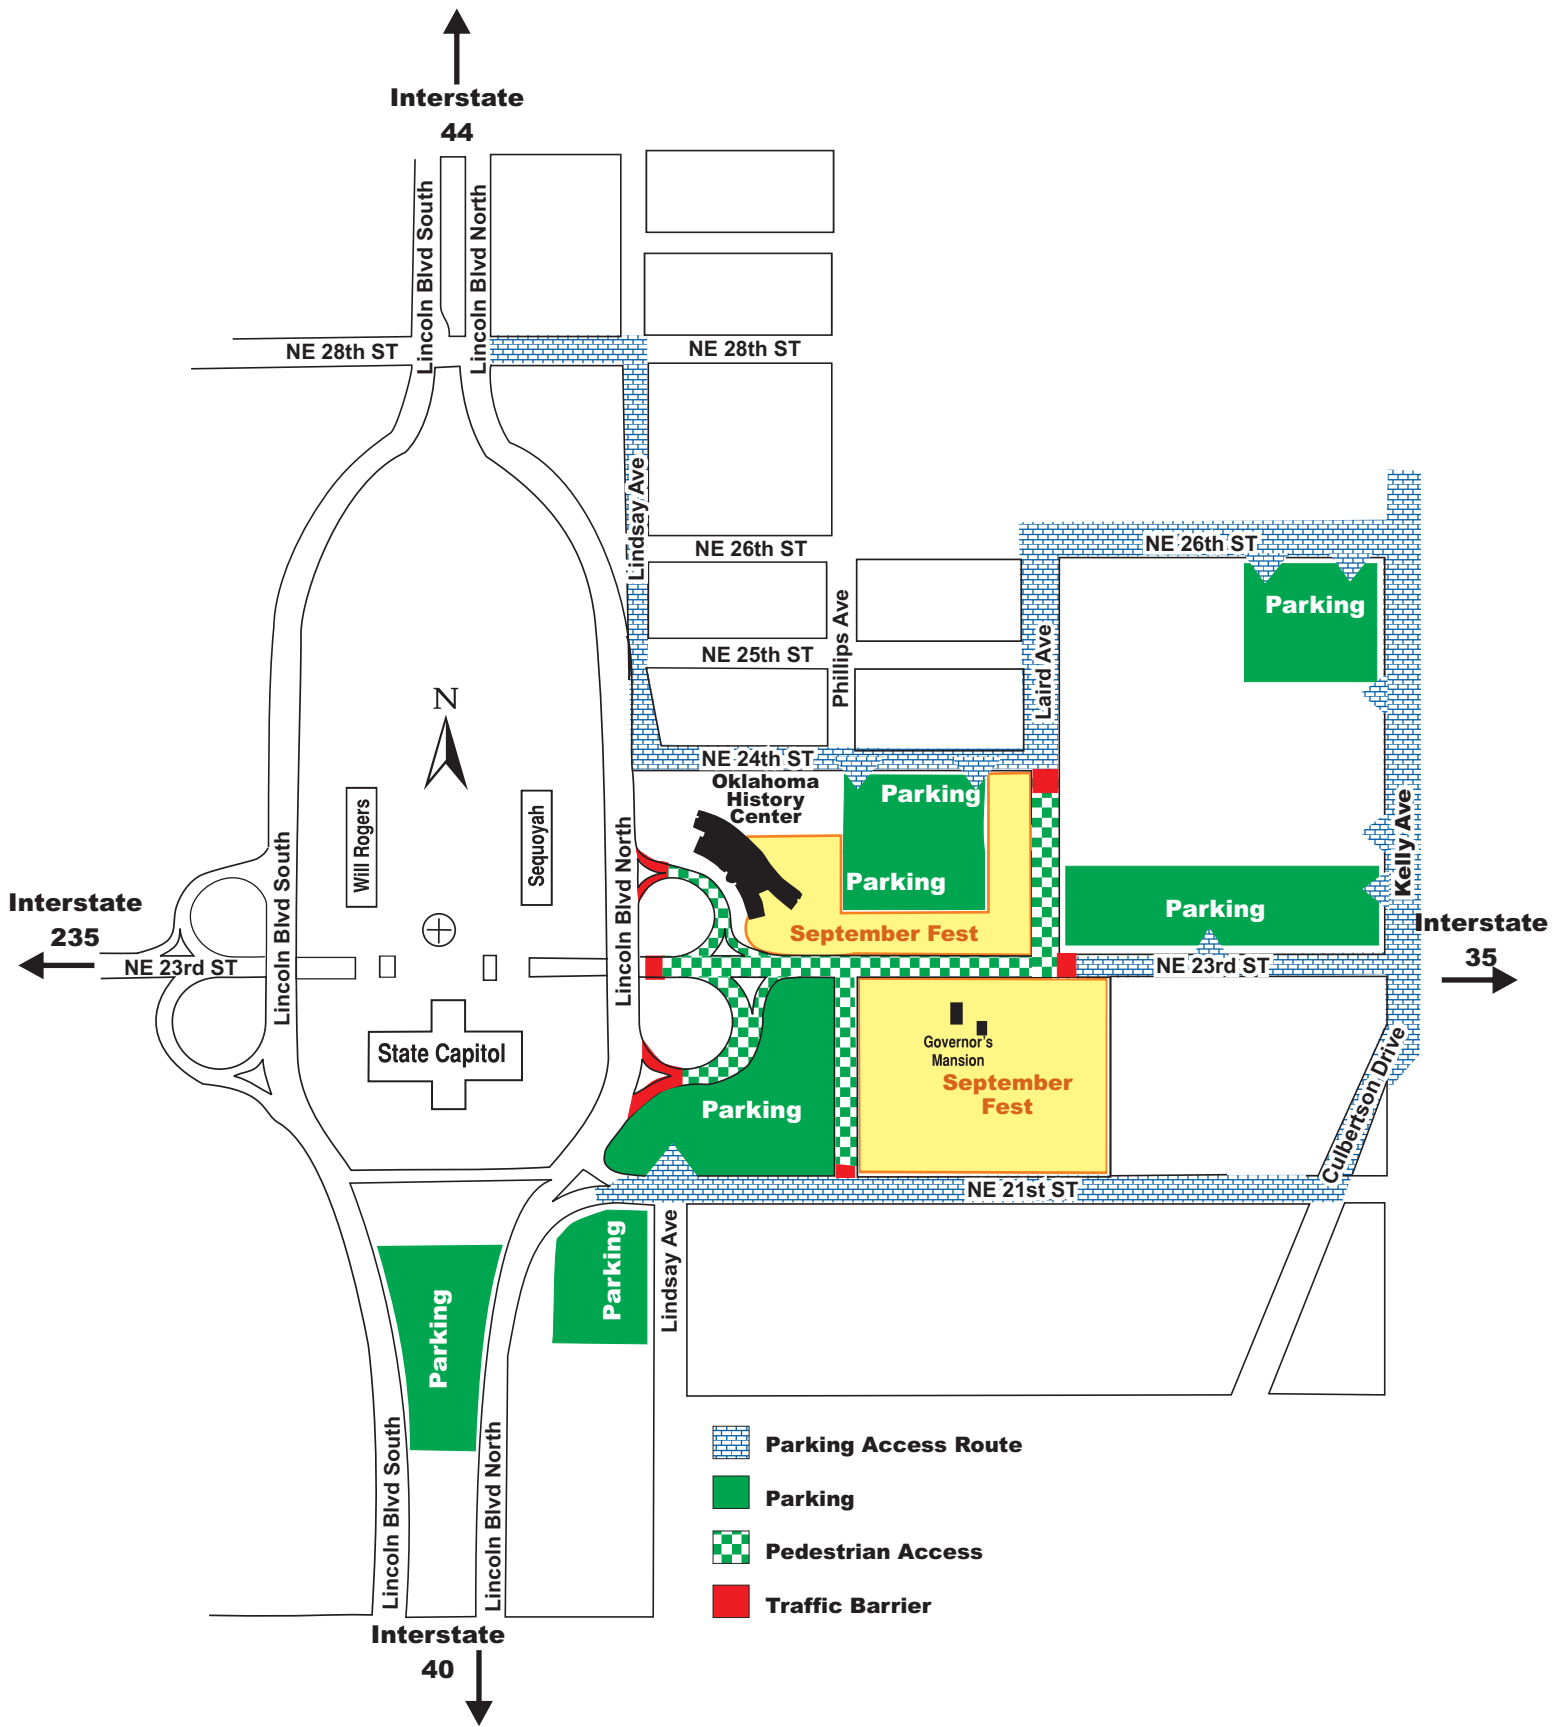 Interstate
44
Lincoln Blvd South
Lincoln Blvd North
NE 28th ST
NE 28th ST
Lindsay Ave
NE 26th ST
NE 26th ST
Parking
Phillips Ave
NE 25th ST
Laird Ave
N
NE 24th ST
Oklahoma
History
Center
Parking
Parking
Will Rogers
Sequoyah
Lincoln Blvd South
Lincoln Blvd North
Kelly Ave
Parking
Interstate
235
Interstate
35
September Fest
NE 23rd ST
NE 23rd ST
State Capitol
Governor's
Mansion
September
Fest
Parking
Culbertson Drive
NE 21st ST
Lindsay Ave
Parking
Parking
Lincoln Blvd South
Lincoln Blvd North
Parking Access Route
Parking
Pedestrian Access
Traffic Barrier
Interstate
40